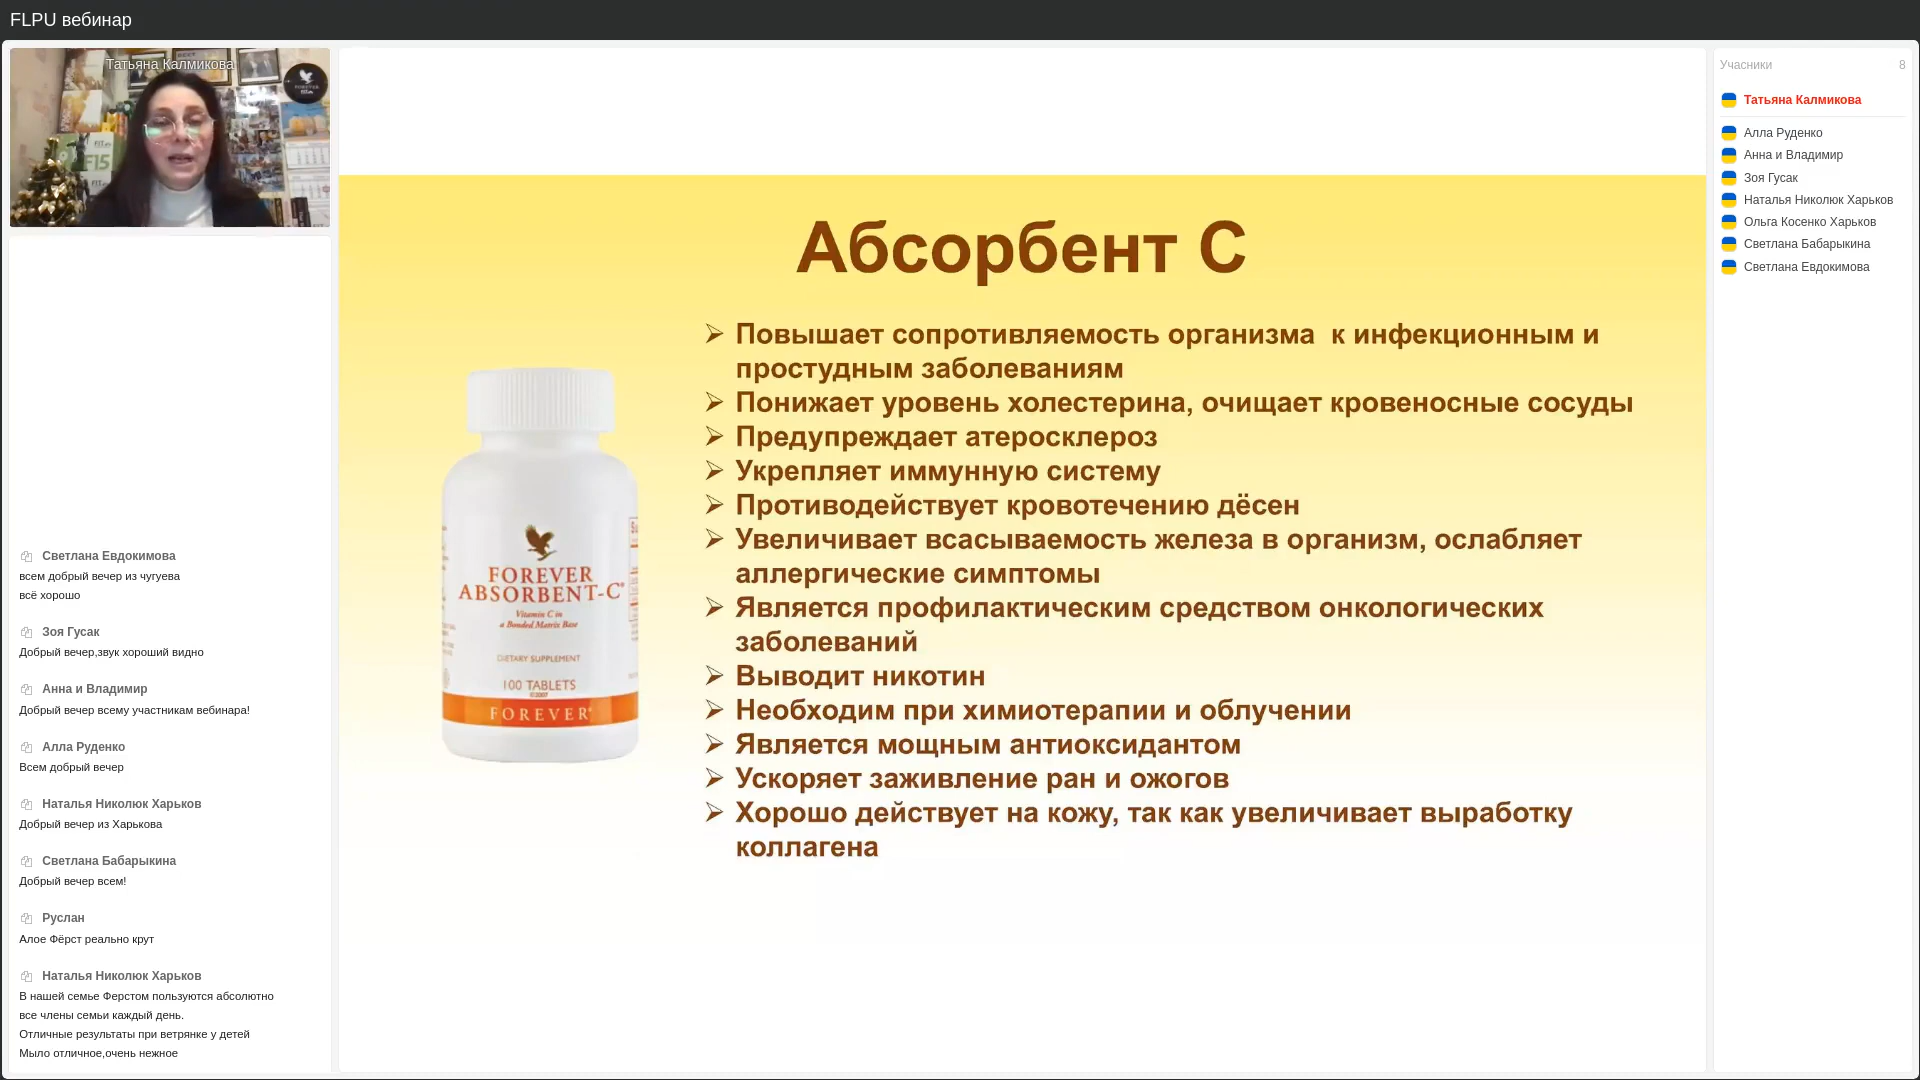 FLPU вебинар
Татьяна Калмикова
FOREVER
F15
Светлана Евдокимова
всем добрый вечер из чугуева
всё хорошо
Зоя Гусак
Добрый вечер,звук хороший видно
Анна и Владимир
Добрый вечер всему участникам вебинара!
Алла Руденко
Всем добрый вечер
Наталья Николюк Харьков
Добрый вечер из Харькова
Светлана Бабарыкина
Добрый вечер всем!
Руслан
Алое Фёрст реально крут
Наталья Николюк Харьков
В нашей семье Ферстом пользуются абсолютно
все члены семьи каждый день.
Отличные результаты при ветрянке у детей
Мыло отличное,очень нежное
Абсорбент С
FOREVER
ABSORBENT-C®
Vitamin C in
a Bonded Matrix Base
DIETARY SUPPLEMENT
100 TABLETS
©2007
FOREVER®
➢ Повышает сопротивляемость организма  к инфекционным и
простудным заболеваниям
➢ Понижает уровень холестерина, очищает кровеносные сосуды
➢ Предупреждает атеросклероз
➢ Укрепляет иммунную систему
➢ Противодействует кровотечению дёсен
➢ Увеличивает всасываемость железа в организм, ослабляет
аллергические симптомы
➢ Является профилактическим средством онкологических
заболеваний
➢ Выводит никотин
➢ Необходим при химиотерапии и облучении
➢ Является мощным антиоксидантом
➢ Ускоряет заживление ран и ожогов
➢ Хорошо действует на кожу, так как увеличивает выработку
коллагена
Учасники 8
Татьяна Калмикова
Алла Руденко
Анна и Владимир
Зоя Гусак
Наталья Николюк Харьков
Ольга Косенко Харьков
Светлана Бабарыкина
Светлана Евдокимова